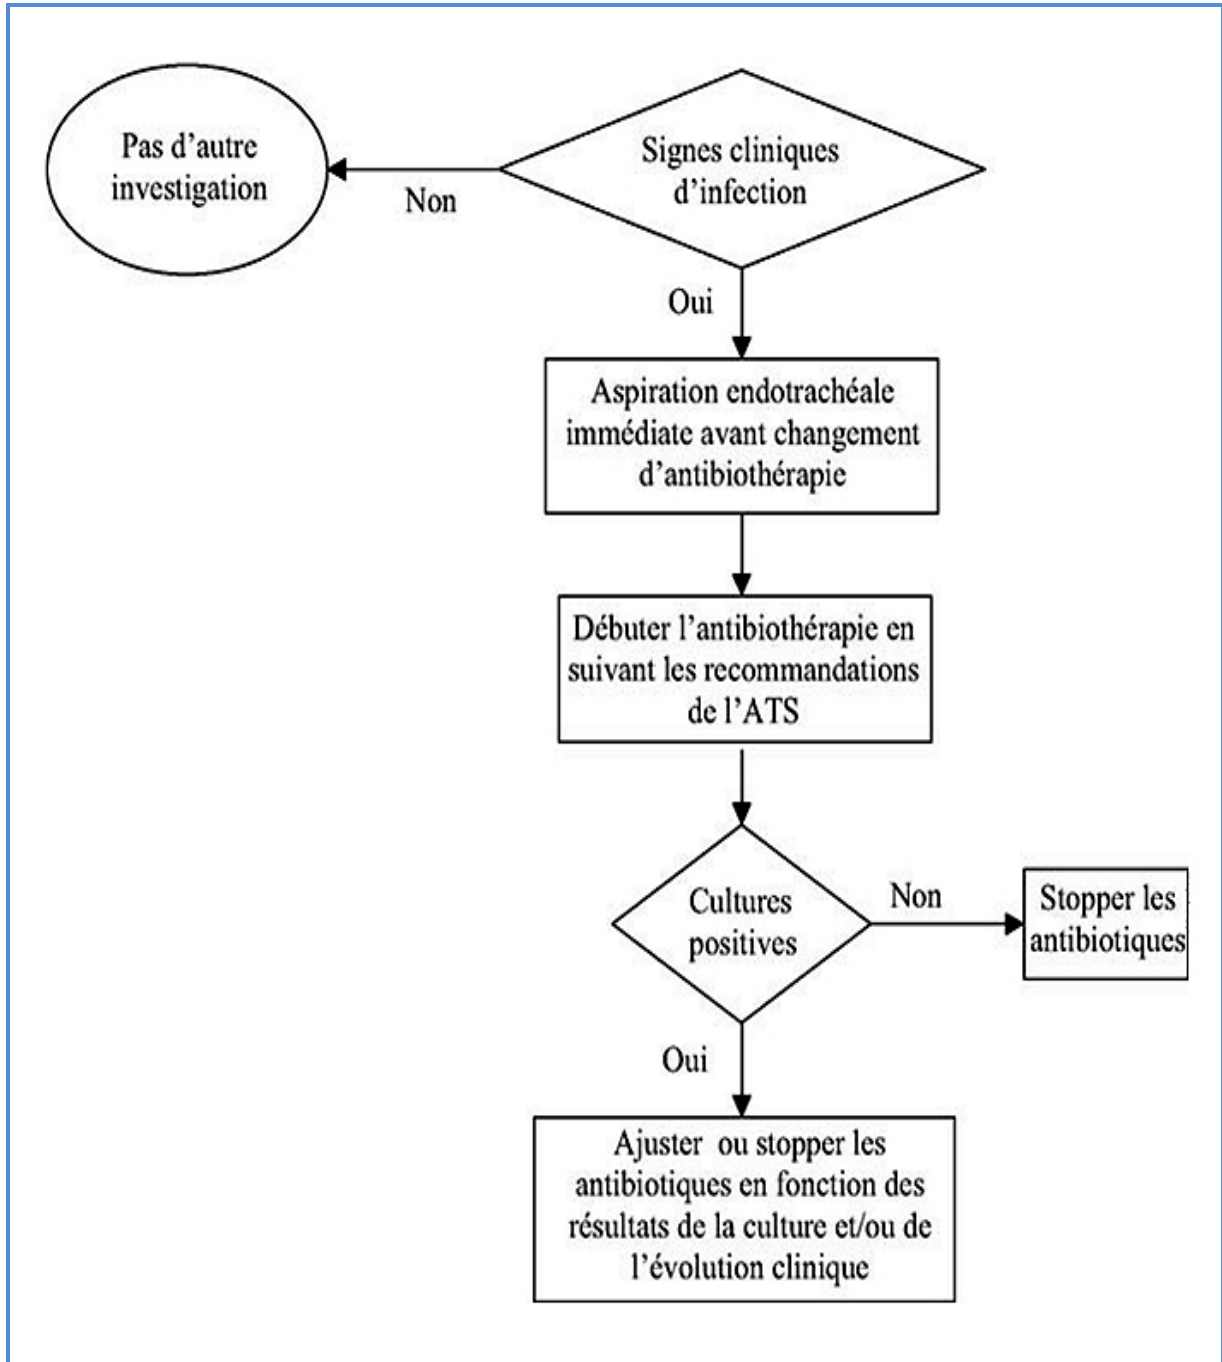 Signes cliniques
d’infection
Non
Pas d’autre
investigation
Oui
Aspiration endotrachéale
immédiate avant changement
d’antibiothérapie
Débuter l’antibiothérapie en
suivant les recommandations
de l’ATS
Cultures
positives
Non
Stopper les
antibiotiques
Oui
Ajuster ou stopper les
antibiotiques en fonction des
résultats de la culture et/ou de
l’évolution clinique